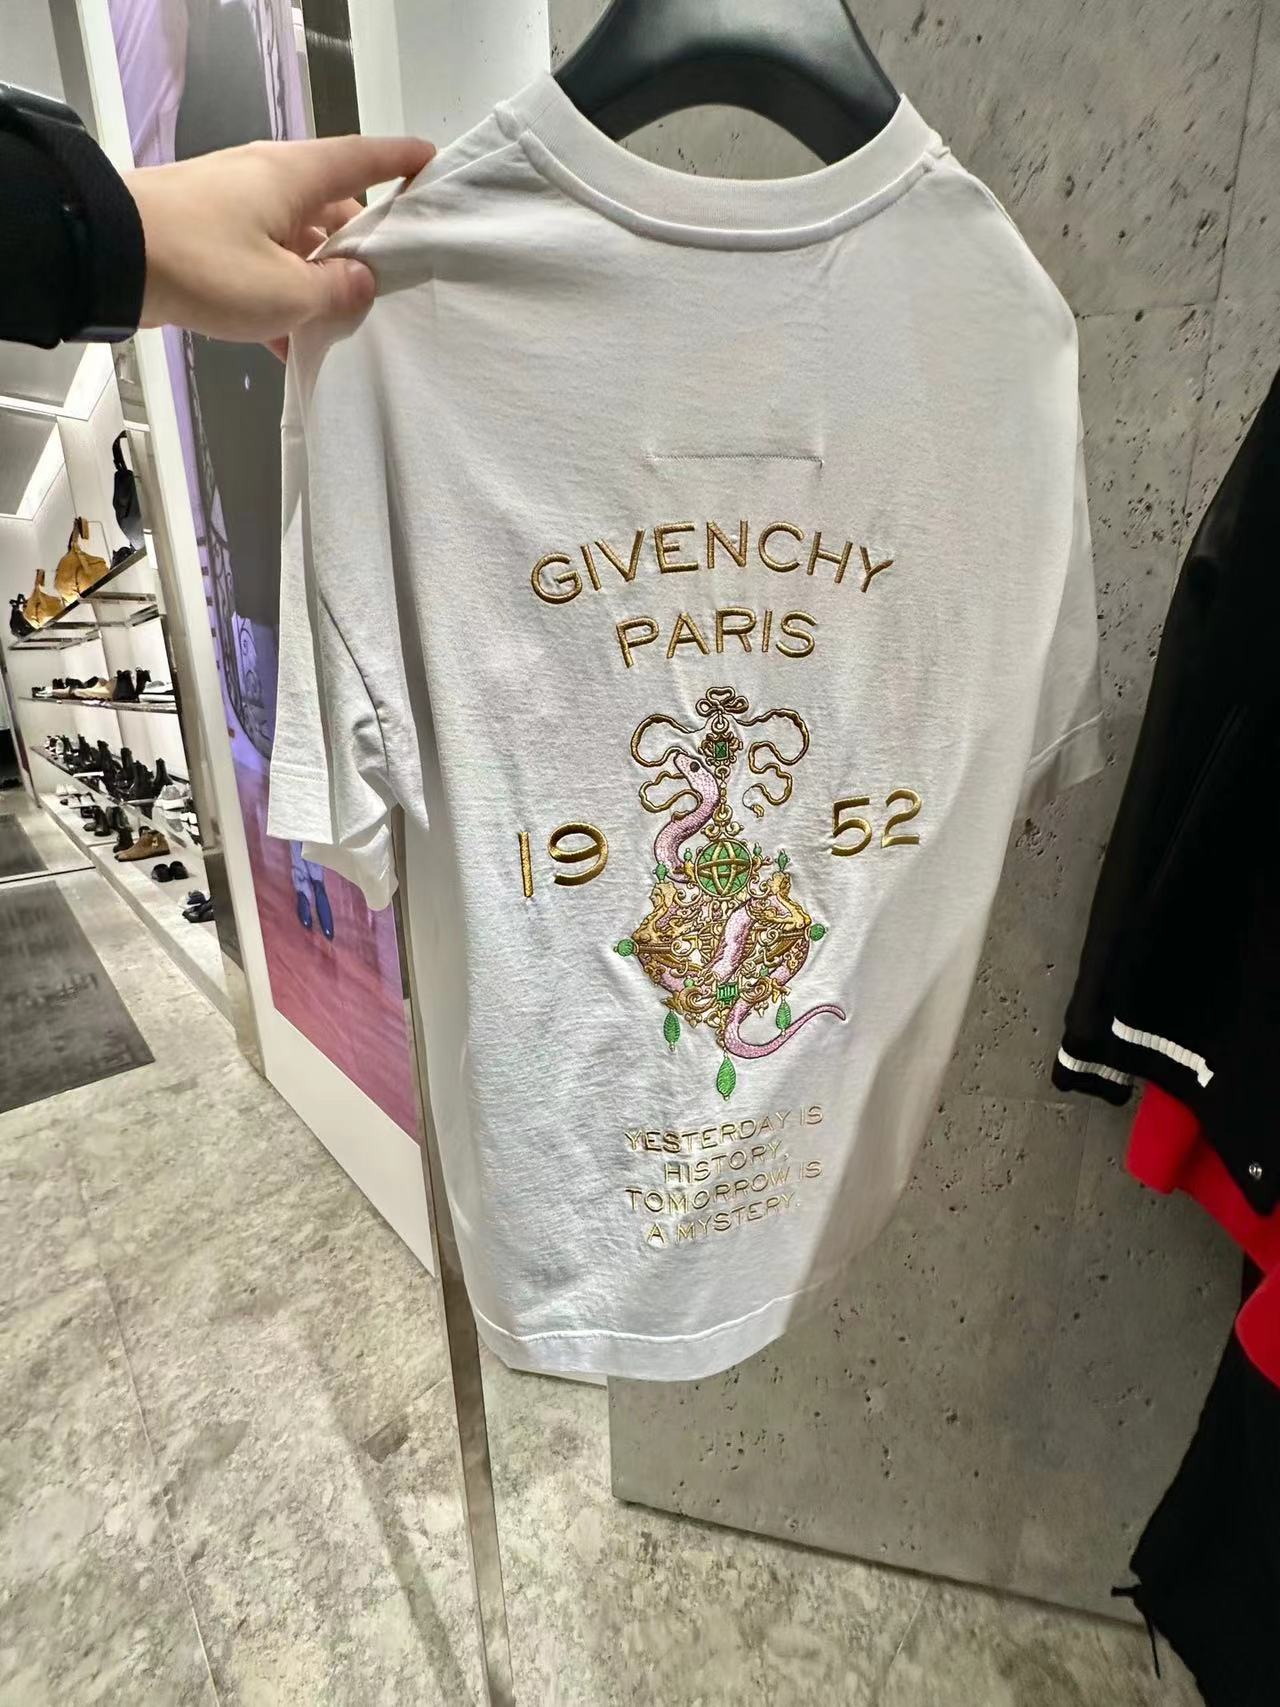 GIVENCHY
PARIS
19 52
YESTERDAY IS
HISTORY,
TOMORROW IS
A MYSTERY.